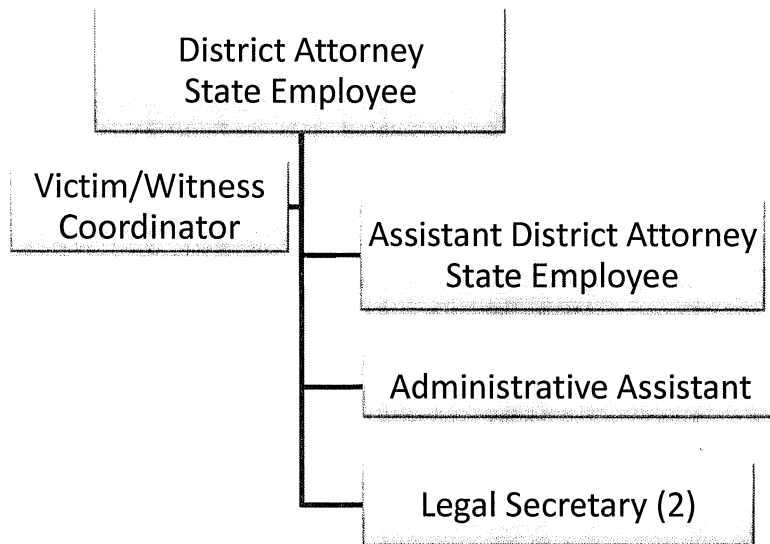 District Attorney
State Employee
Victim/Witness
Coordinator
Assistant District Attorney
State Employee
Administrative Assistant
Legal Secretary (2)